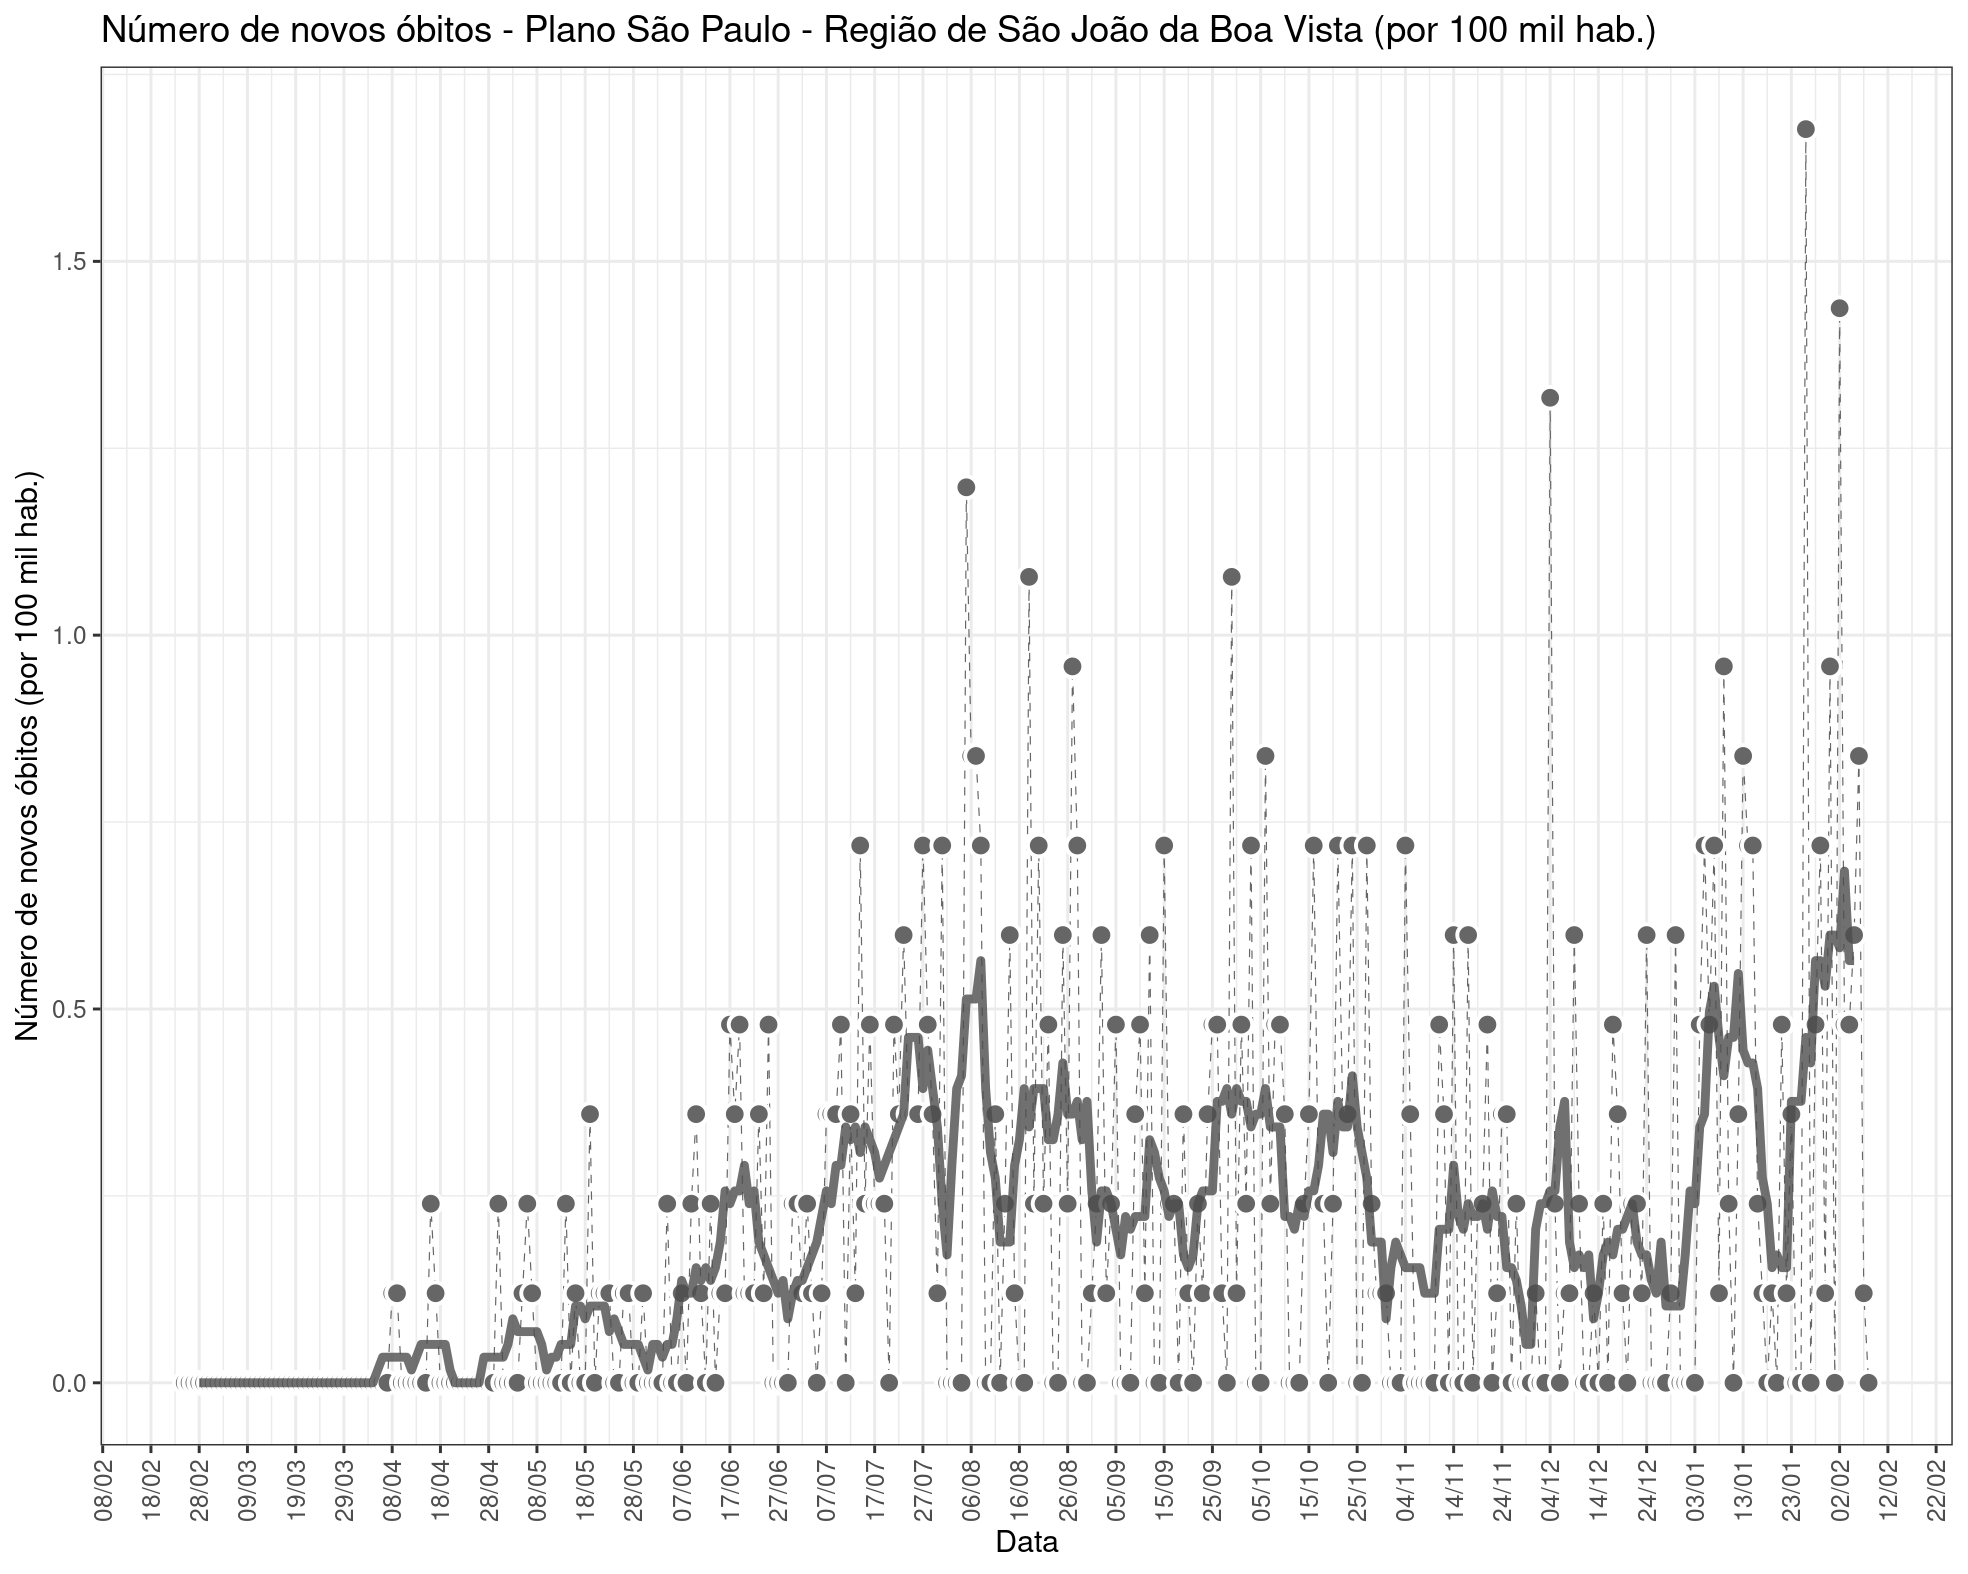 Número de novos óbitos - Plano São Paulo - Região de São João da Boa Vista (por 100 mil hab.)
Número de novos óbitos (por 100 mil hab.)
1.5
1.0
0.5
0.0
08/02 18/02 28/02 09/03 19/03 29/03 08/04 18/04 28/04 08/05 18/05 28/05 07/06 17/06 27/06 07/07 17/07 27/07 06/08 16/08 26/08 05/09 15/09 25/09 05/10 15/10 25/10 04/11 14/11 24/11 04/12 14/12 24/12 03/01 13/01 23/01 02/02 12/02 22/02
Data